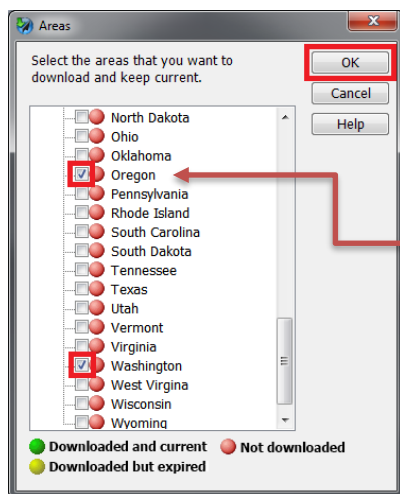 Areas
Select the areas that you want to
download and keep current.
OK
Cancel
Help
North Dakota
Ohio
Oklahoma
Oregon
Pennsylvania
Rhode Island
South Carolina
South Dakota
Tennessee
Texas
Utah
Vermont
Virginia
Washington
West Virgina
Wisconsin
Wyoming
Downloaded and current Not downloaded
Downloaded but expired